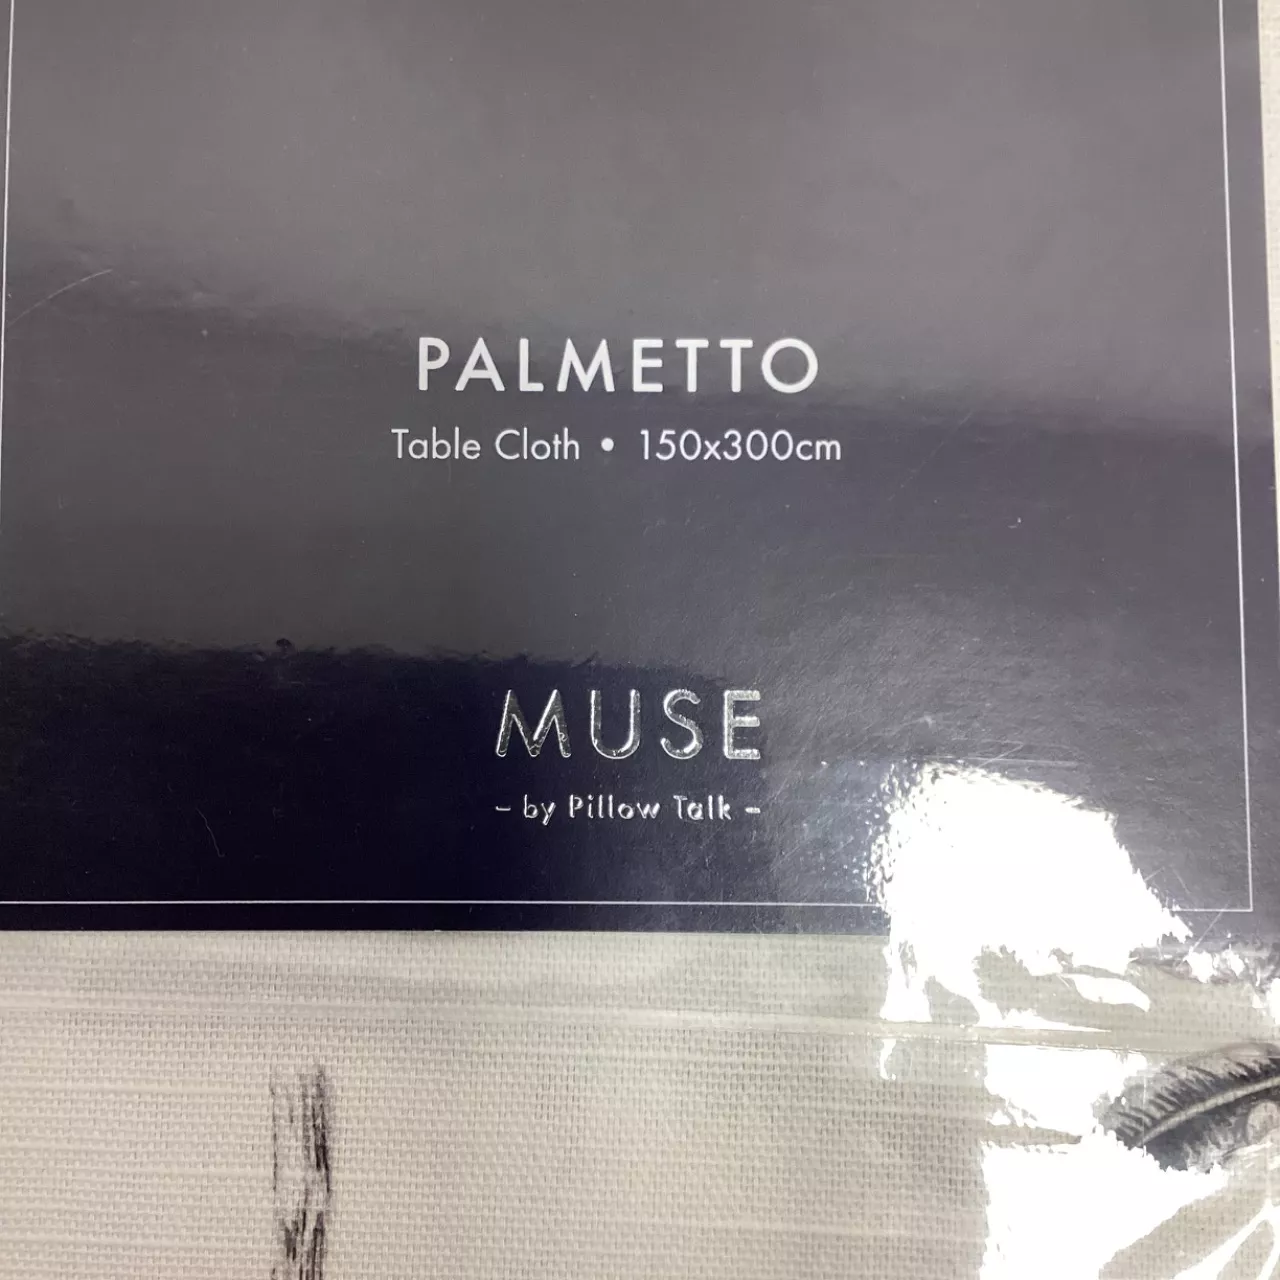 PALMETTO
Table Cloth • 150x300cm
MUSE
– by Pillow Talk –